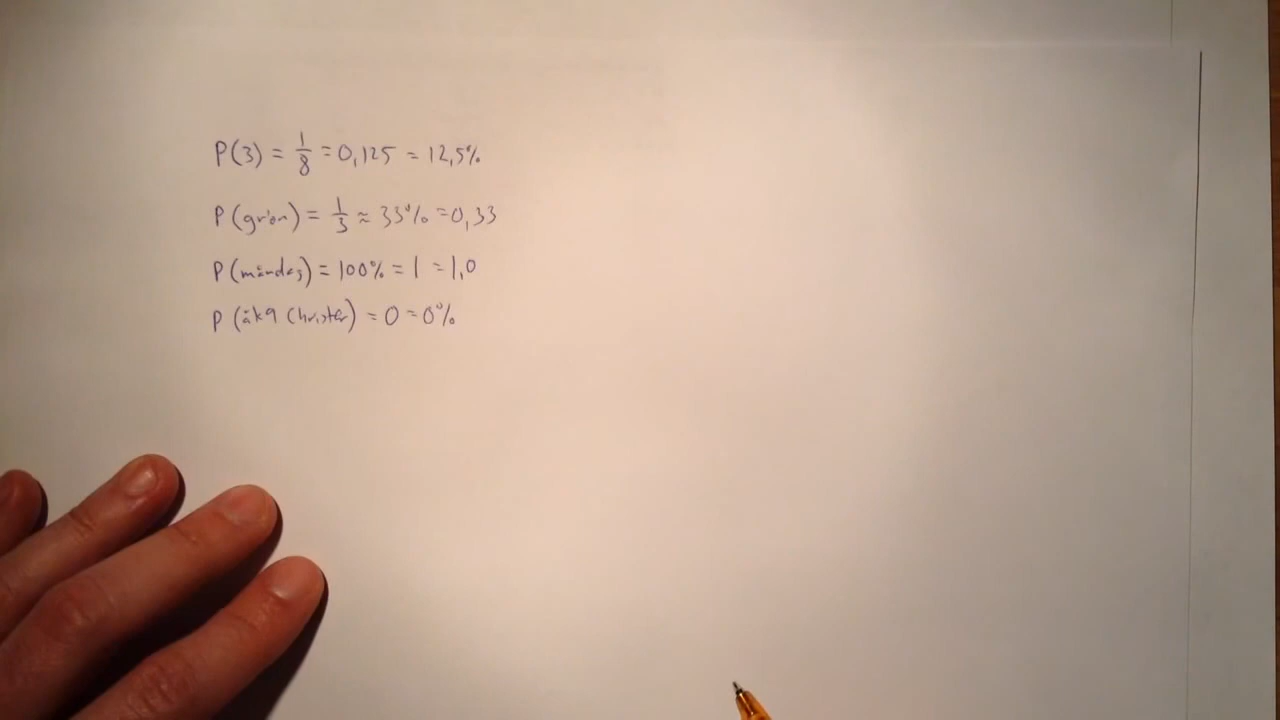 P(3) = 1/8 = 0,125 = 12,5%
P(grön) = 1/3 ≈ 33% = 0,33
P(måndag) = 100% = 1 = 1,0
P(åka Christer) = 0 = 0%